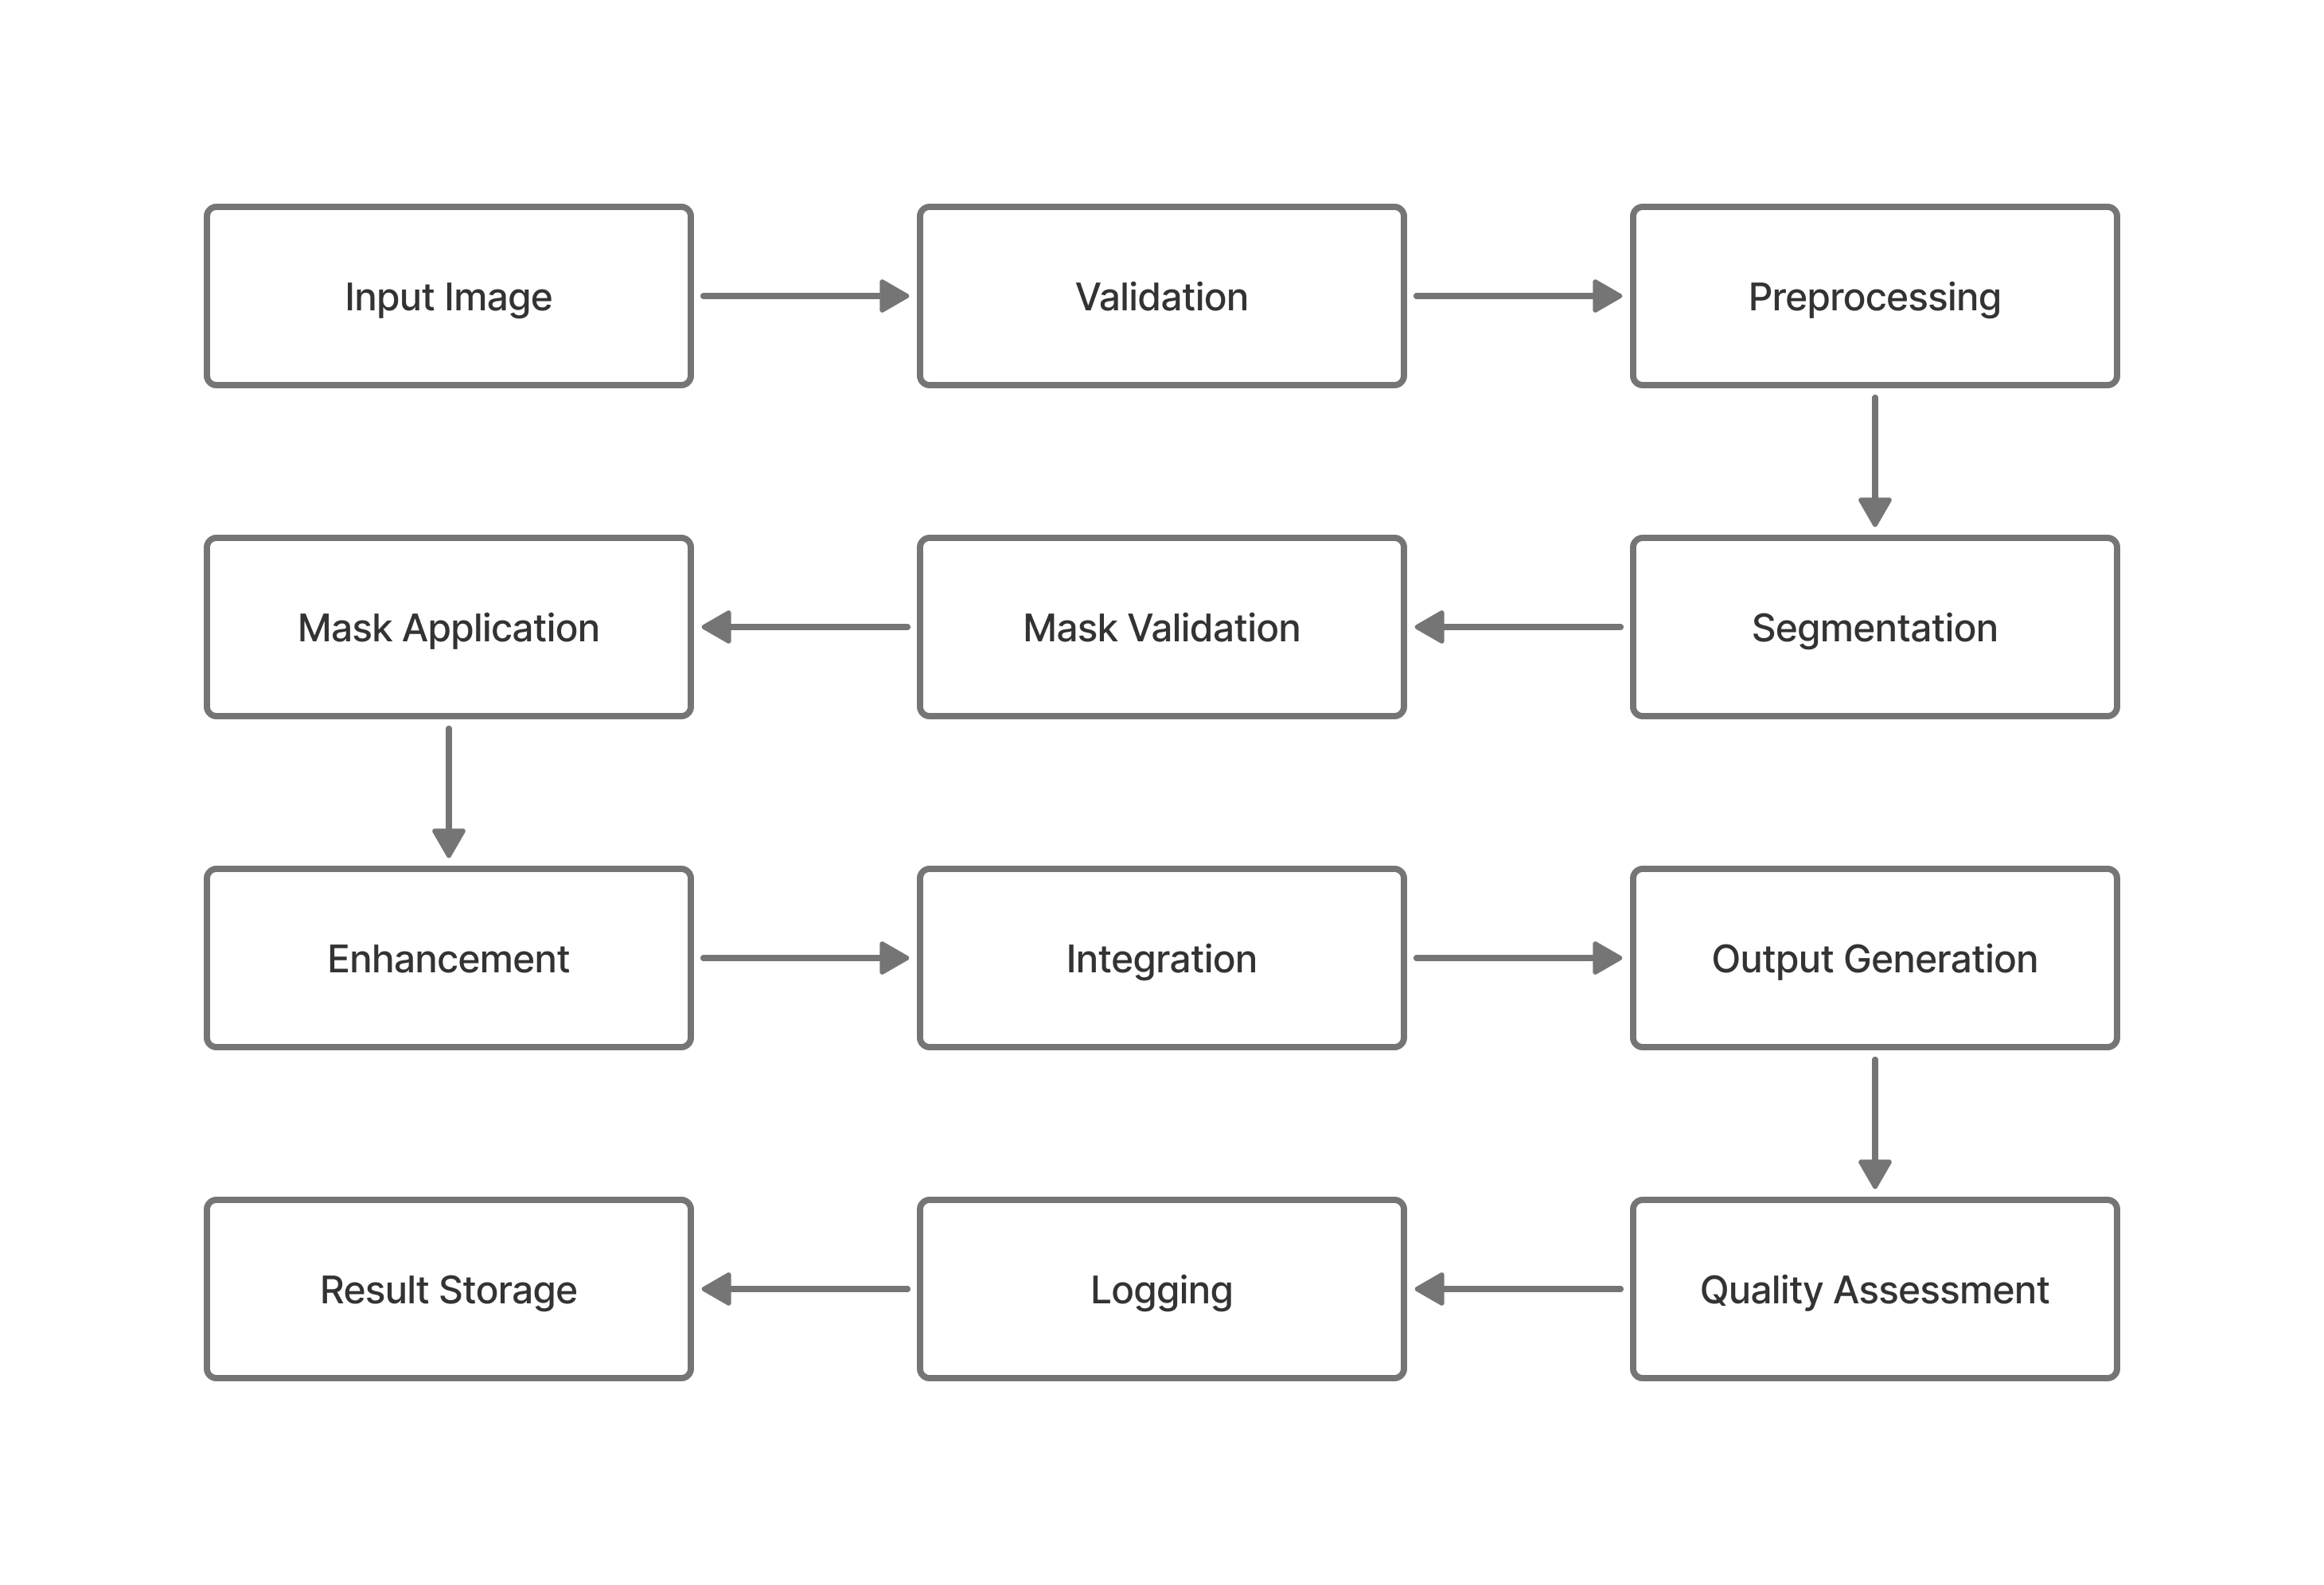 Input Image
Validation
Preprocessing
Segmentation
Mask Validation
Mask Application
Enhancement
Integration
Output Generation
Quality Assessment
Logging
Result Storage